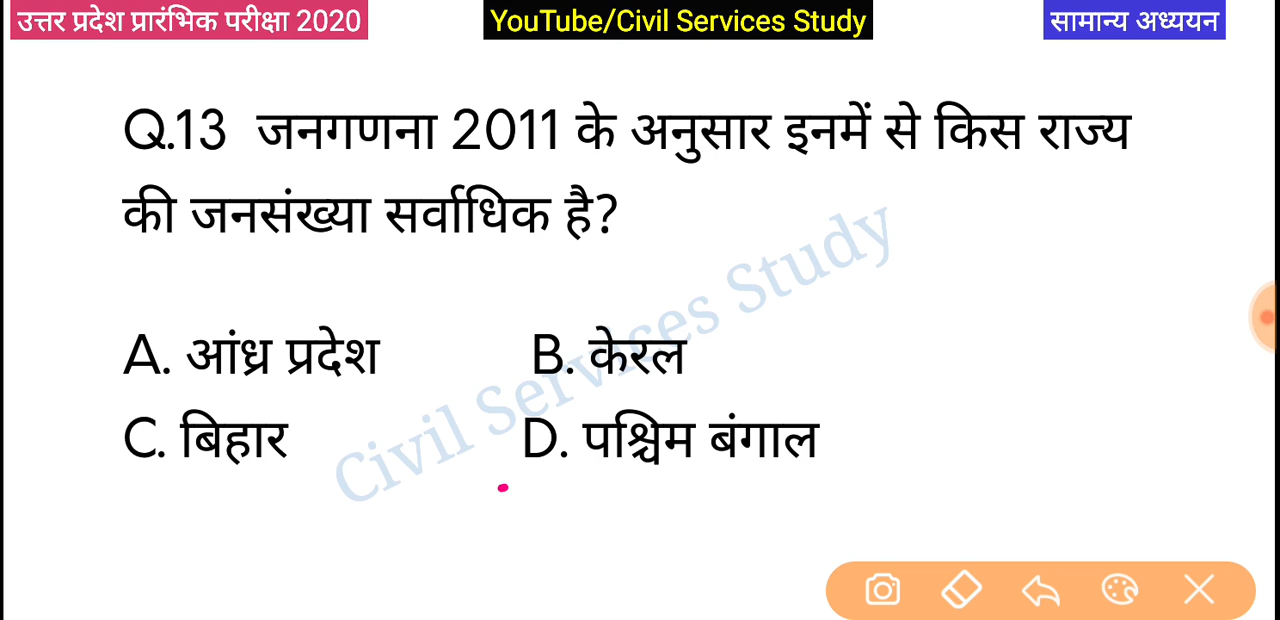 उत्तर प्रदेश प्रारंभिक परीक्षा 2020
YouTube/Civil Services Study
सामान्य अध्ययन
Q.13 जनगणना 2011 के अनुसार इनमें से किस राज्य
की जनसंख्या सर्वाधिक है?
A. आंध्र प्रदेश B. केरल
C. बिहार D. पश्चिम बंगाल
Civil Services Study